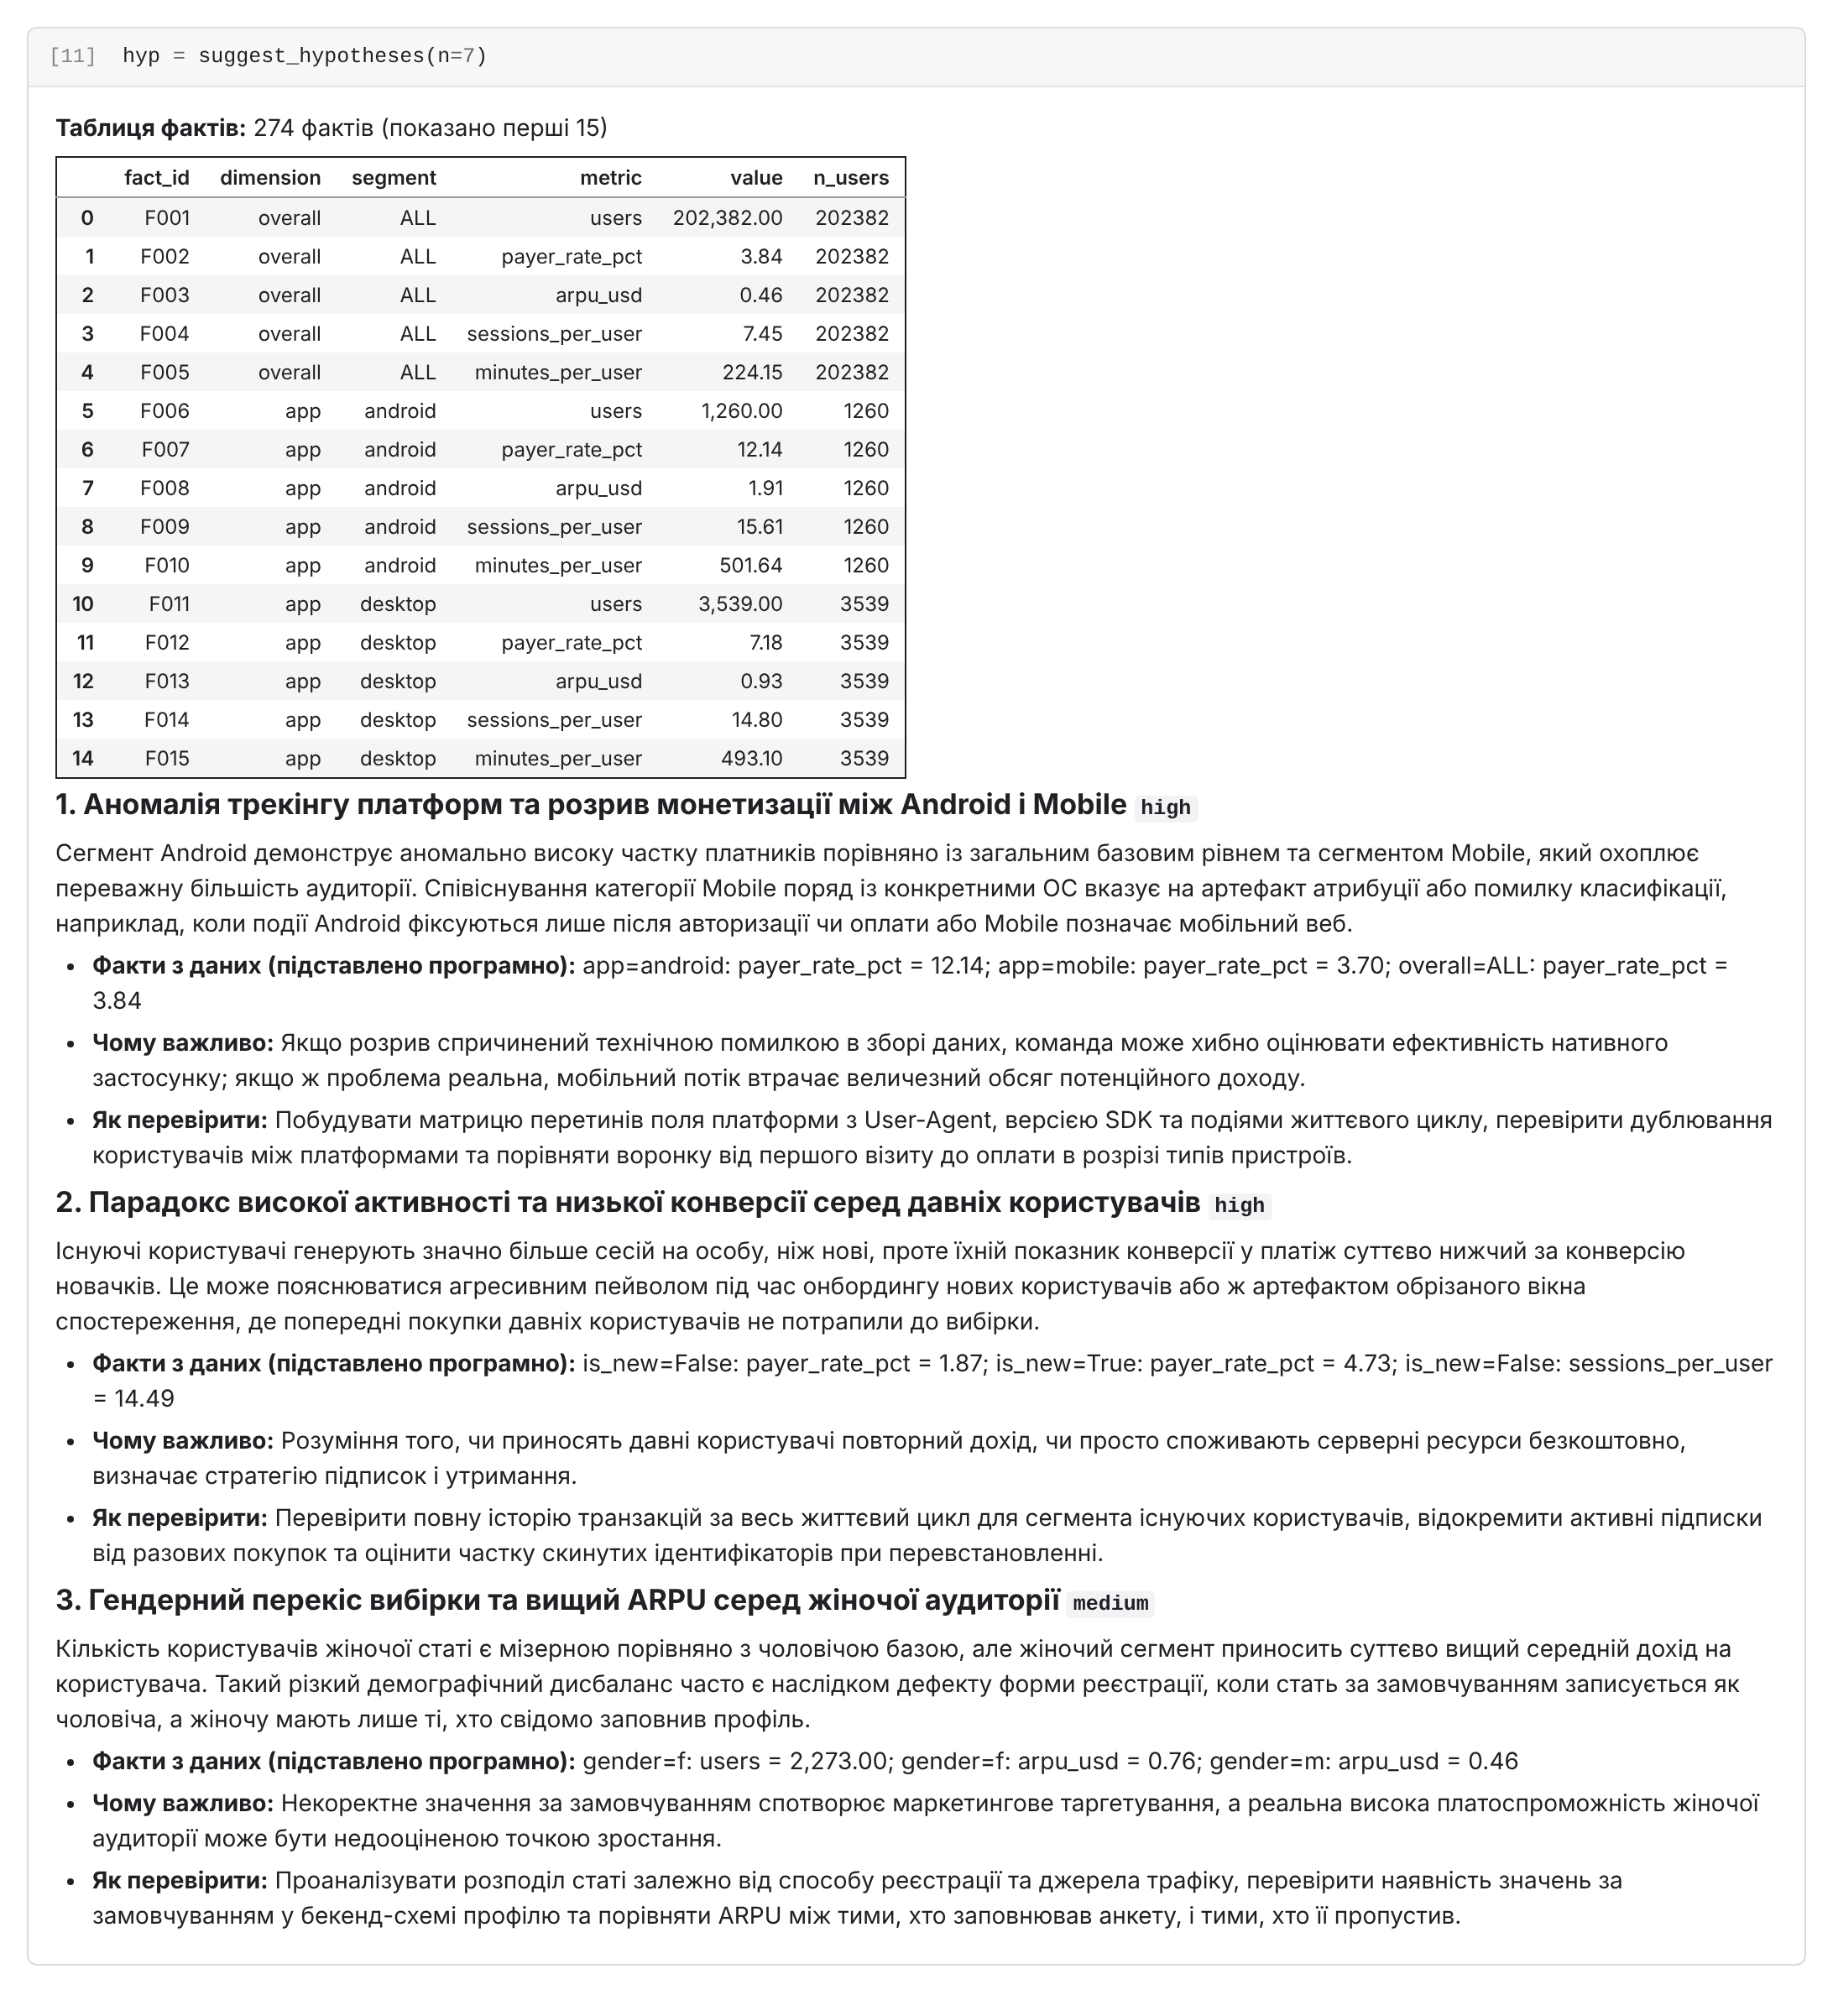 [11] hyp = suggest_hypotheses(n=7)
Таблиця фактів: 274 фактів (показано перші 15)
fact_id dimension segment metric value n_users
0 F001 overall ALL users 202,382.00 202382
1 F002 overall ALL payer_rate_pct 3.84 202382
2 F003 overall ALL arpu_usd 0.46 202382
3 F004 overall ALL sessions_per_user 7.45 202382
4 F005 overall ALL minutes_per_user 224.15 202382
5 F006 app android users 1,260.00 1260
6 F007 app android payer_rate_pct 12.14 1260
7 F008 app android arpu_usd 1.91 1260
8 F009 app android sessions_per_user 15.61 1260
9 F010 app android minutes_per_user 501.64 1260
10 F011 app desktop users 3,539.00 3539
11 F012 app desktop payer_rate_pct 7.18 3539
12 F013 app desktop arpu_usd 0.93 3539
13 F014 app desktop sessions_per_user 14.80 3539
14 F015 app desktop minutes_per_user 493.10 3539
1. Аномалія трекінгу платформ та розрив монетизації між Android і Mobile high
Сегмент Android демонструє аномально високу частку платників порівняно із загальним базовим рівнем та сегментом Mobile, який охоплює
переважну більшість аудиторії. Співіснування категорії Mobile поряд із конкретними ОС вказує на артефакт атрибуції або помилку класифікації,
наприклад, коли події Android фіксуються лише після авторизації чи оплати або Mobile позначає мобільний веб.
• Факти з даних (підставлено програмно): app=android: payer_rate_pct = 12.14; app=mobile: payer_rate_pct = 3.70; overall=ALL: payer_rate_pct =
3.84
• Чому важливо: Якщо розрив спричинений технічною помилкою в зборі даних, команда може хибно оцінювати ефективність нативного
застосунку; якщо ж проблема реальна, мобільний потік втрачає величезний обсяг потенційного доходу.
• Як перевірити: Побудувати матрицю перетинів поля платформи з User-Agent, версією SDK та подіями життєвого циклу, перевірити дублювання
користувачів між платформами та порівняти воронку від першого візиту до оплати в розрізі типів пристроїв.
2. Парадокс високої активності та низької конверсії серед давніх користувачів high
Існуючі користувачі генерують значно більше сесій на особу, ніж нові, проте їхній показник конверсії у платіж суттєво нижчий за конверсію
новачків. Це може пояснюватися агресивним пейволом під час онбордингу нових користувачів або ж артефактом обрізаного вікна
спостереження, де попередні покупки давніх користувачів не потрапили до вибірки.
• Факти з даних (підставлено програмно): is_new=False: payer_rate_pct = 1.87; is_new=True: payer_rate_pct = 4.73; is_new=False: sessions_per_user
= 14.49
• Чому важливо: Розуміння того, чи приносять давні користувачі повторний дохід, чи просто споживають серверні ресурси безкоштовно,
визначає стратегію підписок і утримання.
• Як перевірити: Перевірити повну історію транзакцій за весь життєвий цикл для сегмента існуючих користувачів, відокремити активні підписки
від разових покупок та оцінити частку скинутих ідентифікаторів при перевстановленні.
3. Гендерний перекіс вибірки та вищий ARPU серед жіночої аудиторії medium
Кількість користувачів жіночої статі є мізерною порівняно з чоловічою базою, але жіночий сегмент приносить суттєво вищий середній дохід на
користувача. Такий різкий демографічний дисбаланс часто є наслідком дефекту форми реєстрації, коли стать за замовчуванням записується як
чоловіча, а жіночу мають лише ті, хто свідомо заповнив профіль.
• Факти з даних (підставлено програмно): gender=f: users = 2,273.00; gender=f: arpu_usd = 0.76; gender=m: arpu_usd = 0.46
• Чому важливо: Некоректне значення за замовчуванням спотворює маркетингове таргетування, а реальна висока платоспроможність жіночої
аудиторії може бути недооціненою точкою зростання.
• Як перевірити: Проаналізувати розподіл статі залежно від способу реєстрації та джерела трафіку, перевірити наявність значень за
замовчуванням у бекенд-схемі профілю та порівняти ARPU між тими, хто заповнював анкету, і тими, хто її пропустив.